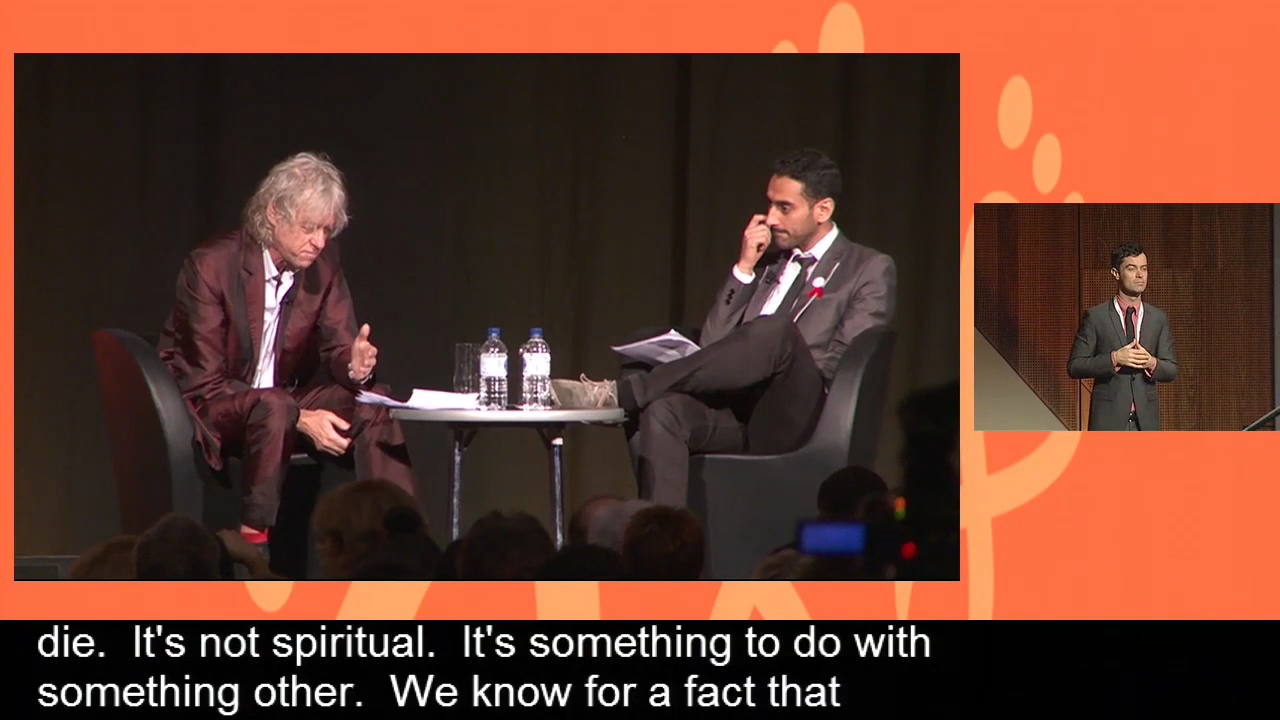 die.  It's not spiritual.  It's something to do with
something other.  We know for a fact that